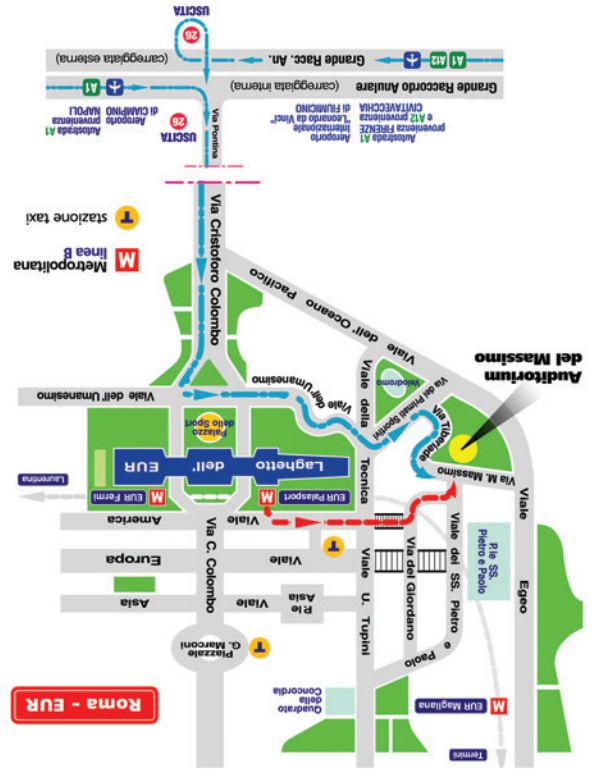 Termini
M EUR Magliana
Quadrato
della
Concordia
Roma - EUR
e Paolo
Piazzale
G. Marconi
T
Viale
Egeo
P.le SS.
Pietro e Paolo
Viale dei SS. Pietro
Via del Giordano
Viale U. Tupini
P.le
Asia
Viale
Asia
Viale
Europa
T
Viale
America
Via C. Colombo
Via M. Massimo
Tecnica
EUR Palasport M
M EUR Fermi
Laurentina
Laghetto
dell'
EUR
Palazzo
dello Sport
Auditorium
del Massimo
Via Tiberiade
Via dei Primati Sportivi
Velodromo
Viale della
Viale dell'Umanesimo
Viale dell'Umanesimo
Viale dell'Oceano Pacifico
Via Cristoforo Colombo
M Metropolitana
linea B
T stazione taxi
Autostrada A1
provenienza FIRENZE
e A12 provenienza
CIVITAVECCHIA
Aeroporto
Internazionale
"Leonardo da Vinci"
di FIUMICINO
Via Pontina
USCITA
26
Aeroporto
di CIAMPINO
Autostrada A1
provenienza
NAPOLI
A1
Grande Raccordo Anulare (carreggiata interna)
A1 A12
Grande Racc. An. (carreggiata esterna)
26
USCITA